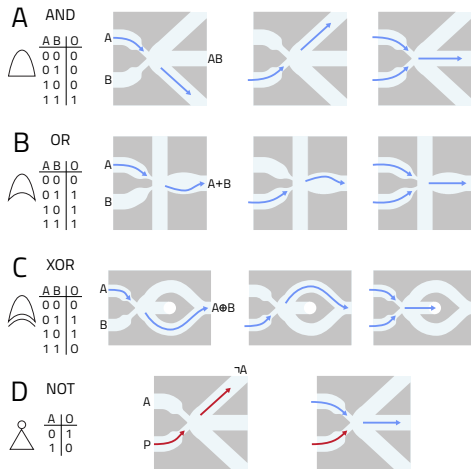 A AND
A B O
0 0 0
0 1 0
1 0 0
1 1 1
A
B
AB
B OR
A B O
0 0 0
0 1 1
1 0 1
1 1 1
A
B
A+B
C XOR
A B O
0 0 0
0 1 1
1 0 1
1 1 0
A
B
A⊕B
D NOT
A O
0 1
1 0
¬A
A
P